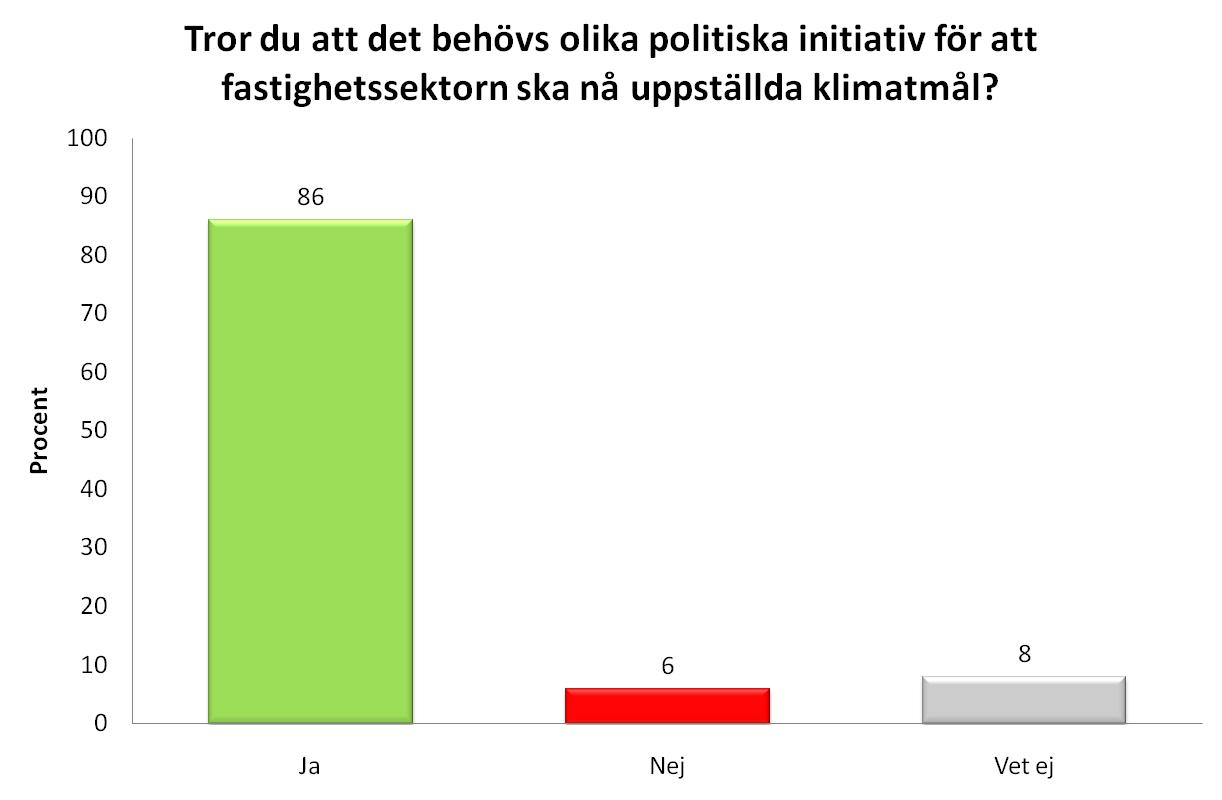 Tror du att det behövs olika politiska initiativ för att
fastighetssektorn ska nå uppställda klimatmål?
Procent
100
90
80
70
60
50
40
30
20
10
0
86
6
8
Ja
Nej
Vet ej